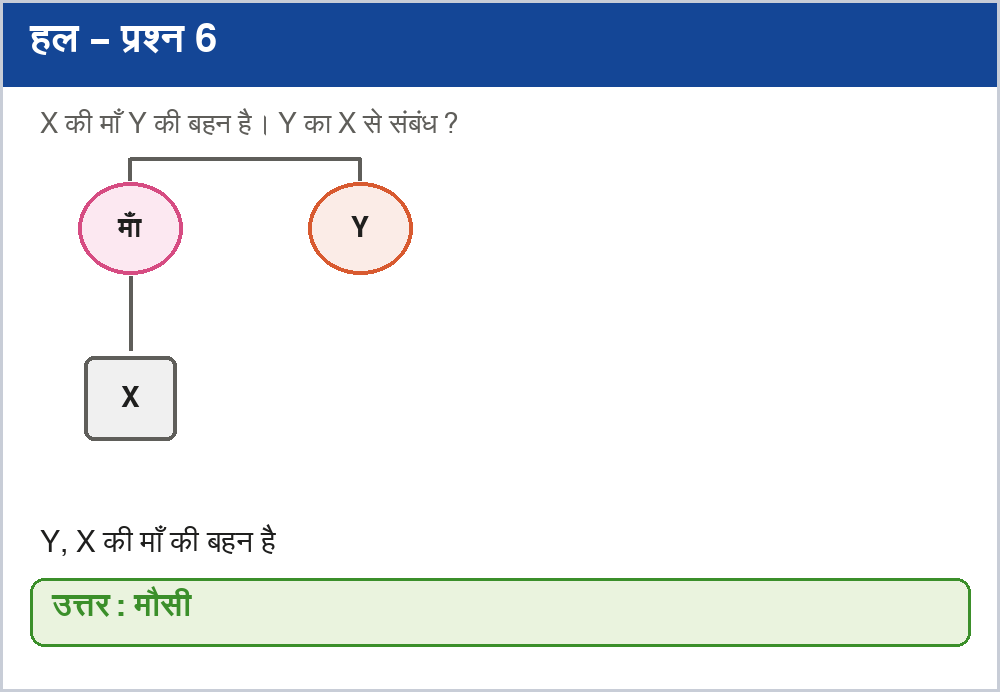 हल – प्रश्न 6
X की माँ Y की बहन है। Y का X से संबंध ?
माँ
Y
X
Y, X की माँ की बहन है
उत्तर : मौसी